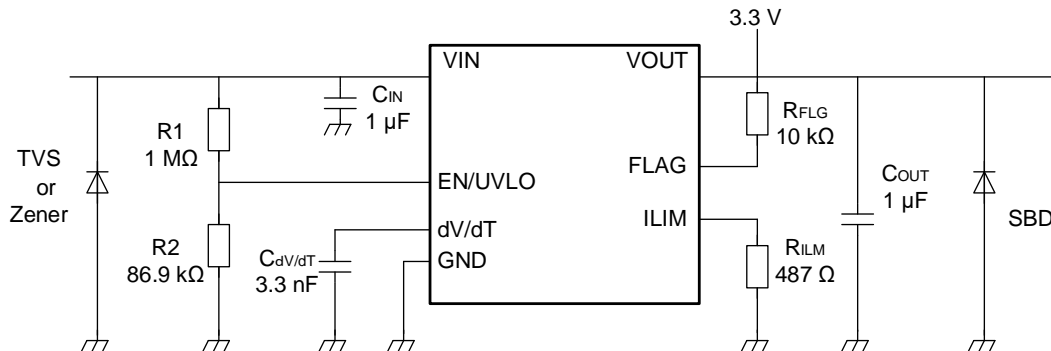 3.3 V
VIN
VOUT
CIN
1 µF
RFLG
10 kΩ
R1
1 MΩ
TVS
or
Zener
EN/UVLO
FLAG
COUT
1 µF
ILIM
SBD
dV/dT
R2
86.9 kΩ
CdV/dT
3.3 nF
GND
RILM
487 Ω